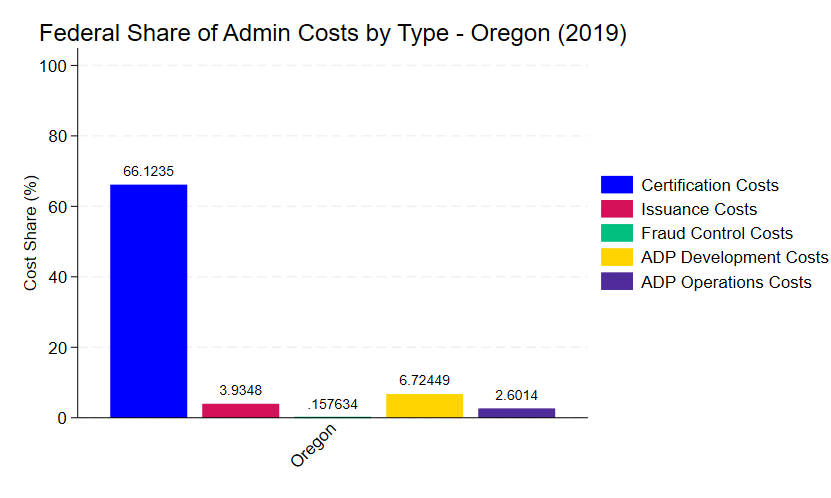 Federal Share of Admin Costs by Type - Oregon (2019)
100
80
60
40
20
0
Cost Share (%)
66.1235
3.9348
.157634
6.72449
2.6014
Oregon
Certification Costs
Issuance Costs
Fraud Control Costs
ADP Development Costs
ADP Operations Costs